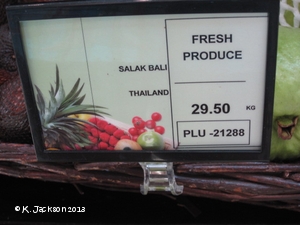 SALAK BALI
THAILAND
FRESH
PRODUCE
29.50 KG
PLU -21288
© K. Jackson 2013